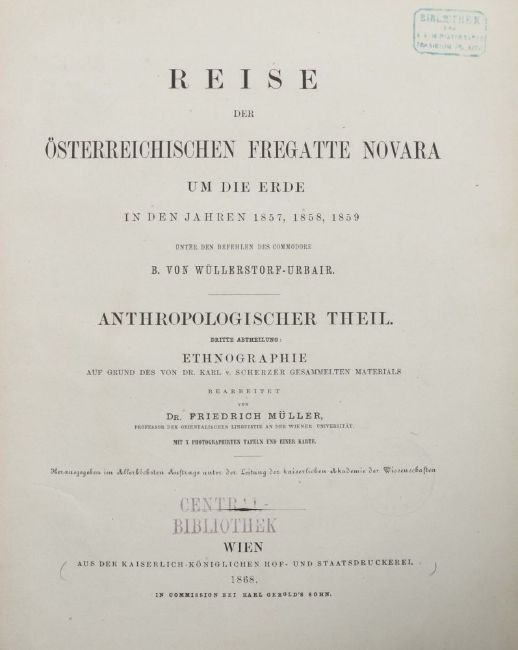 BIBLIOTHEK
REISE
DER
ÖSTERREICHISCHEN FREGATTE NOVARA
UM DIE ERDE
IN DEN JAHREN 1857, 1858, 1859
UNTER DEN BEFEHLEN DES COMMODORE
B. VON WÜLLERSTORF-URBAIR.
ANTHROPOLOGISCHER THEIL.
DRITTE ABTHEILUNG:
ETHNOGRAPHIE
AUF GRUND DES VON DR. KARL v. SCHERZER GESAMMELTEN MATERIALS
BEARBEITET
VON
DR. FRIEDRICH MÜLLER,
PROFESSOR DER ORIENTALISCHEN LINGUISTIK AN DER WIENER UNIVERSITÄT.
MIT X PHOTOGRAPHIRTEN TAFELN UND EINER KARTE.
Herausgegeben im Allerhöchsten Auftrage unter der Leitung der kaiserlichen Akademie der Wissenschaften
CENTRAL-
BIBLIOTHEK
WIEN
AUS DER KAISERLICH-KÖNIGLICHEN HOF- UND STAATSDRUCKEREI.
1868.
IN COMMISSION BEI KARL GEROLD'S SOHN.